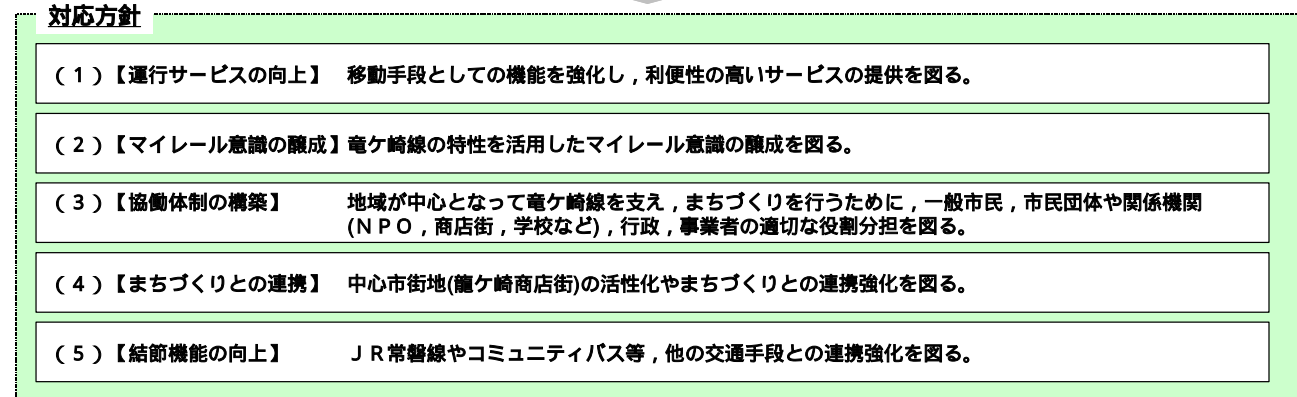 対応方針
（１）【運行サービスの向上】　移動手段としての機能を強化し，利便性の高いサービスの提供を図る。
（２）【マイレール意識の醸成】竜ケ崎線の特性を活用したマイレール意識の醸成を図る。
（３）【協働体制の構築】　地域が中心となって竜ケ崎線を支え，まちづくりを行うために，一般市民，市民団体や関係機関
(ＮＰＯ，商店街，学校など)，行政，事業者の適切な役割分担を図る。
（４）【まちづくりとの連携】　中心市街地(龍ケ崎商店街)の活性化やまちづくりとの連携強化を図る。
（５）【結節機能の向上】　ＪＲ常磐線やコミュニティバス等，他の交通手段との連携強化を図る。